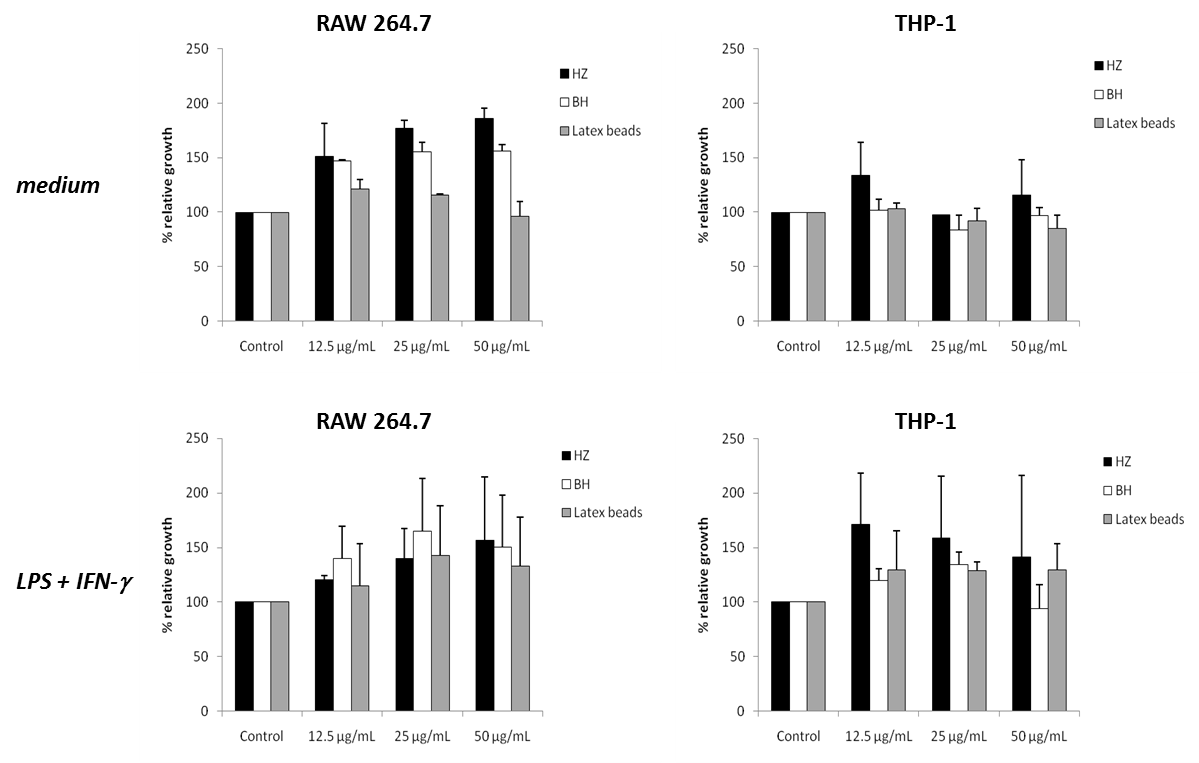 RAW 264.7
THP-1
medium
% relative growth
250
200
150
100
50
0
Control 12.5 µg/mL 25 µg/mL 50 µg/mL
HZ
BH
Latex beads
% relative growth
250
200
150
100
50
0
Control 12.5 µg/mL 25 µg/mL 50 µg/mL
HZ
BH
Latex beads
RAW 264.7
THP-1
LPS + IFN-γ
% relative growth
250
200
150
100
50
0
Control 12.5 µg/mL 25 µg/mL 50 µg/mL
HZ
BH
Latex beads
% relative growth
250
200
150
100
50
0
Control 12.5 µg/mL 25 µg/mL 50 µg/mL
HZ
BH
Latex beads